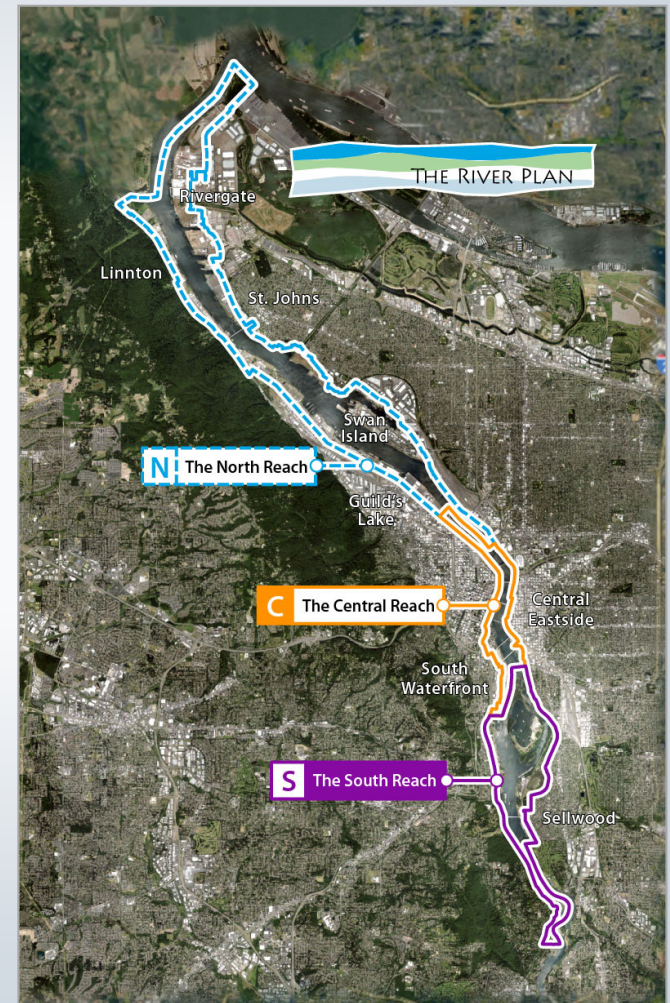 THE RIVER PLAN
Rivergate
Linnton
St. Johns
Swan
Island
N The North Reach
Guild's
Lake
C The Central Reach
Central
Eastside
South
Waterfront
S The South Reach
Sellwood